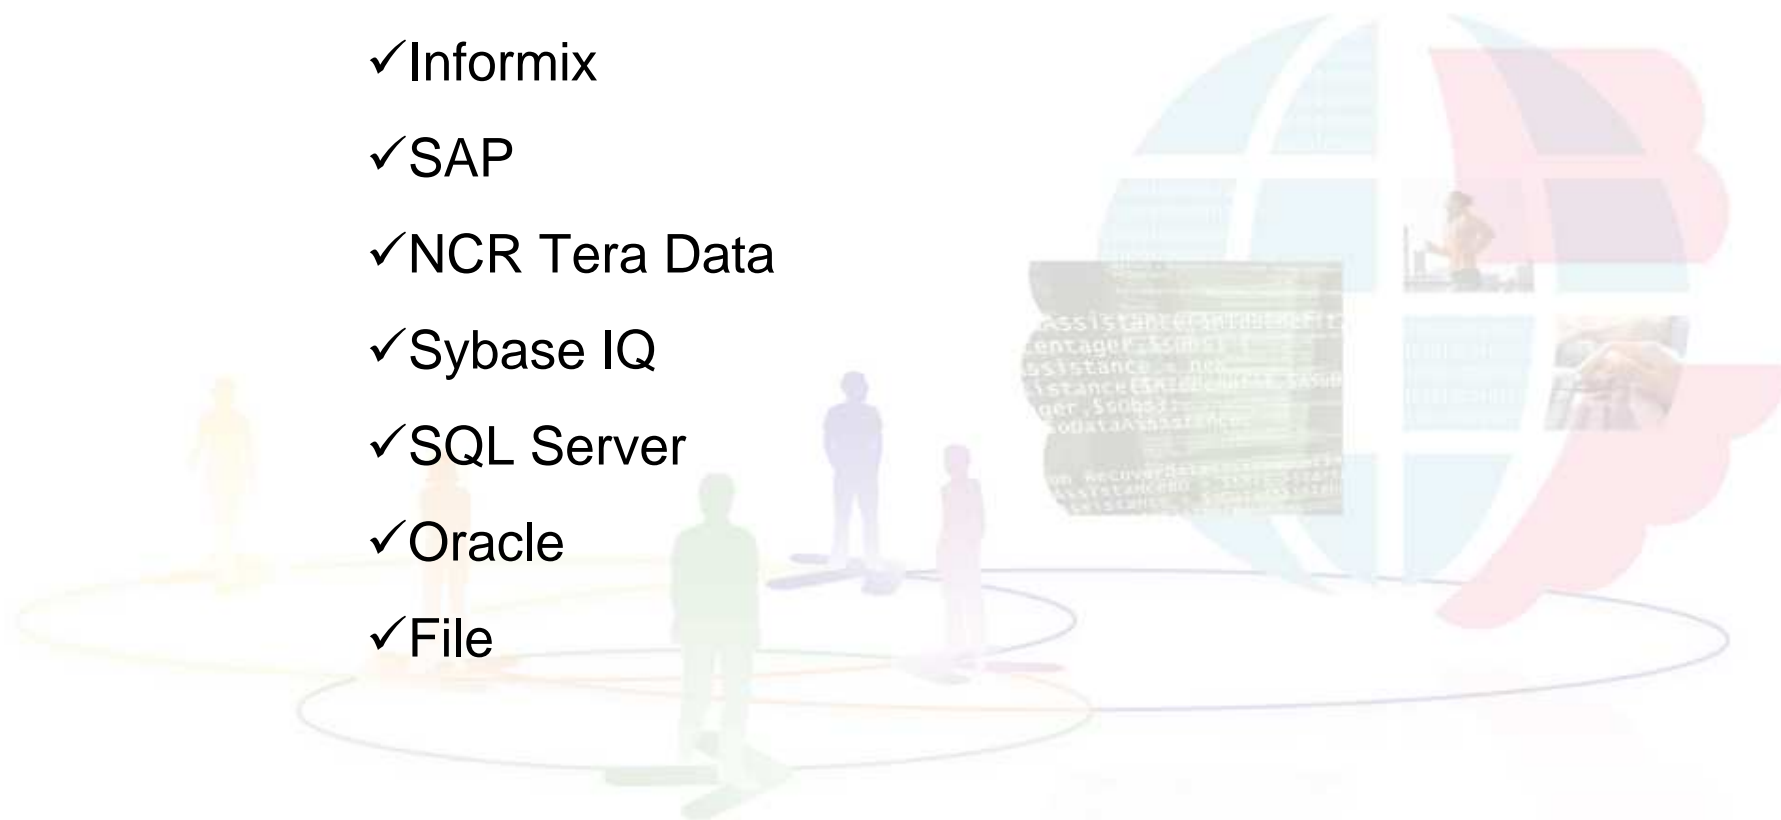 ✓Informix
✓SAP
✓NCR Tera Data
✓Sybase IQ
✓SQL Server
✓Oracle
✓File